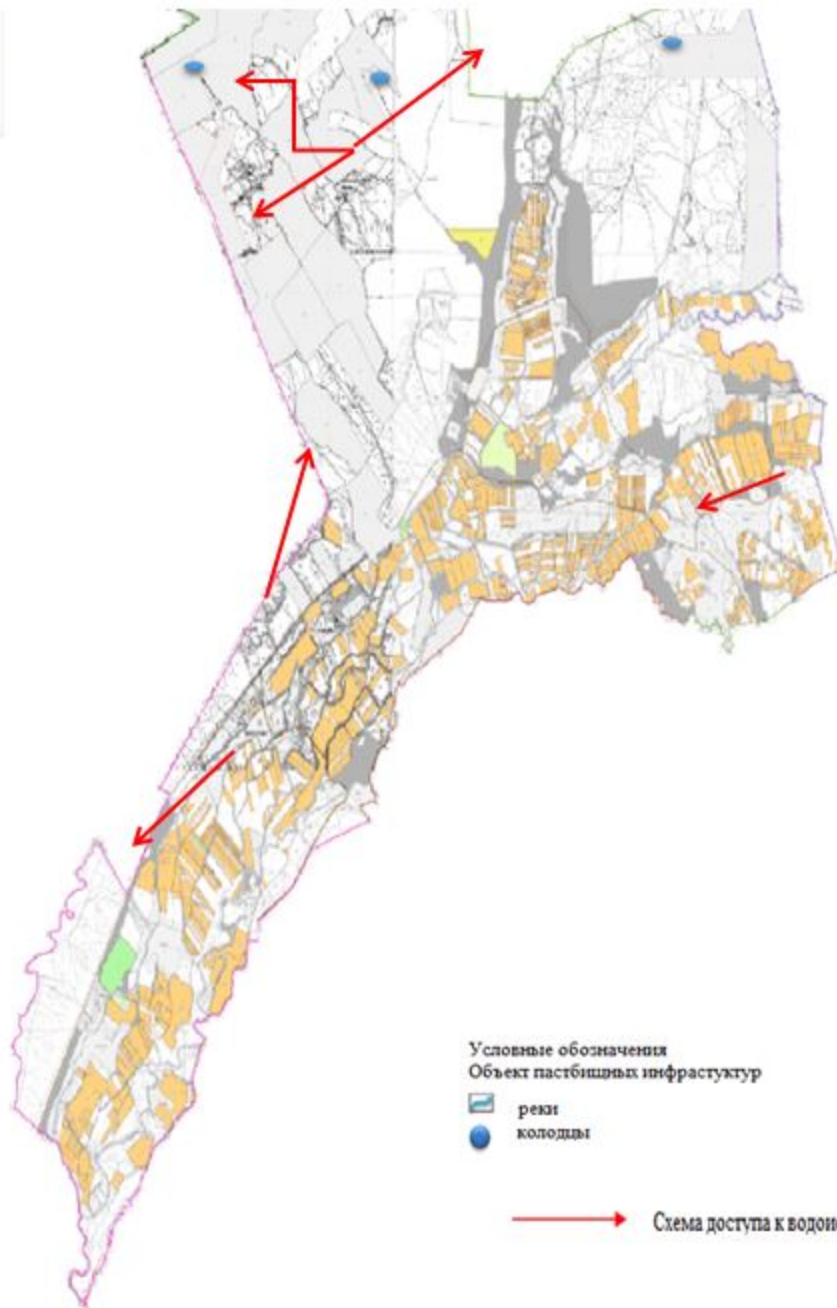 Условные обозначения
Объект пастбищных инфрастуктур
реки
колодцы
Схема доступа к водои